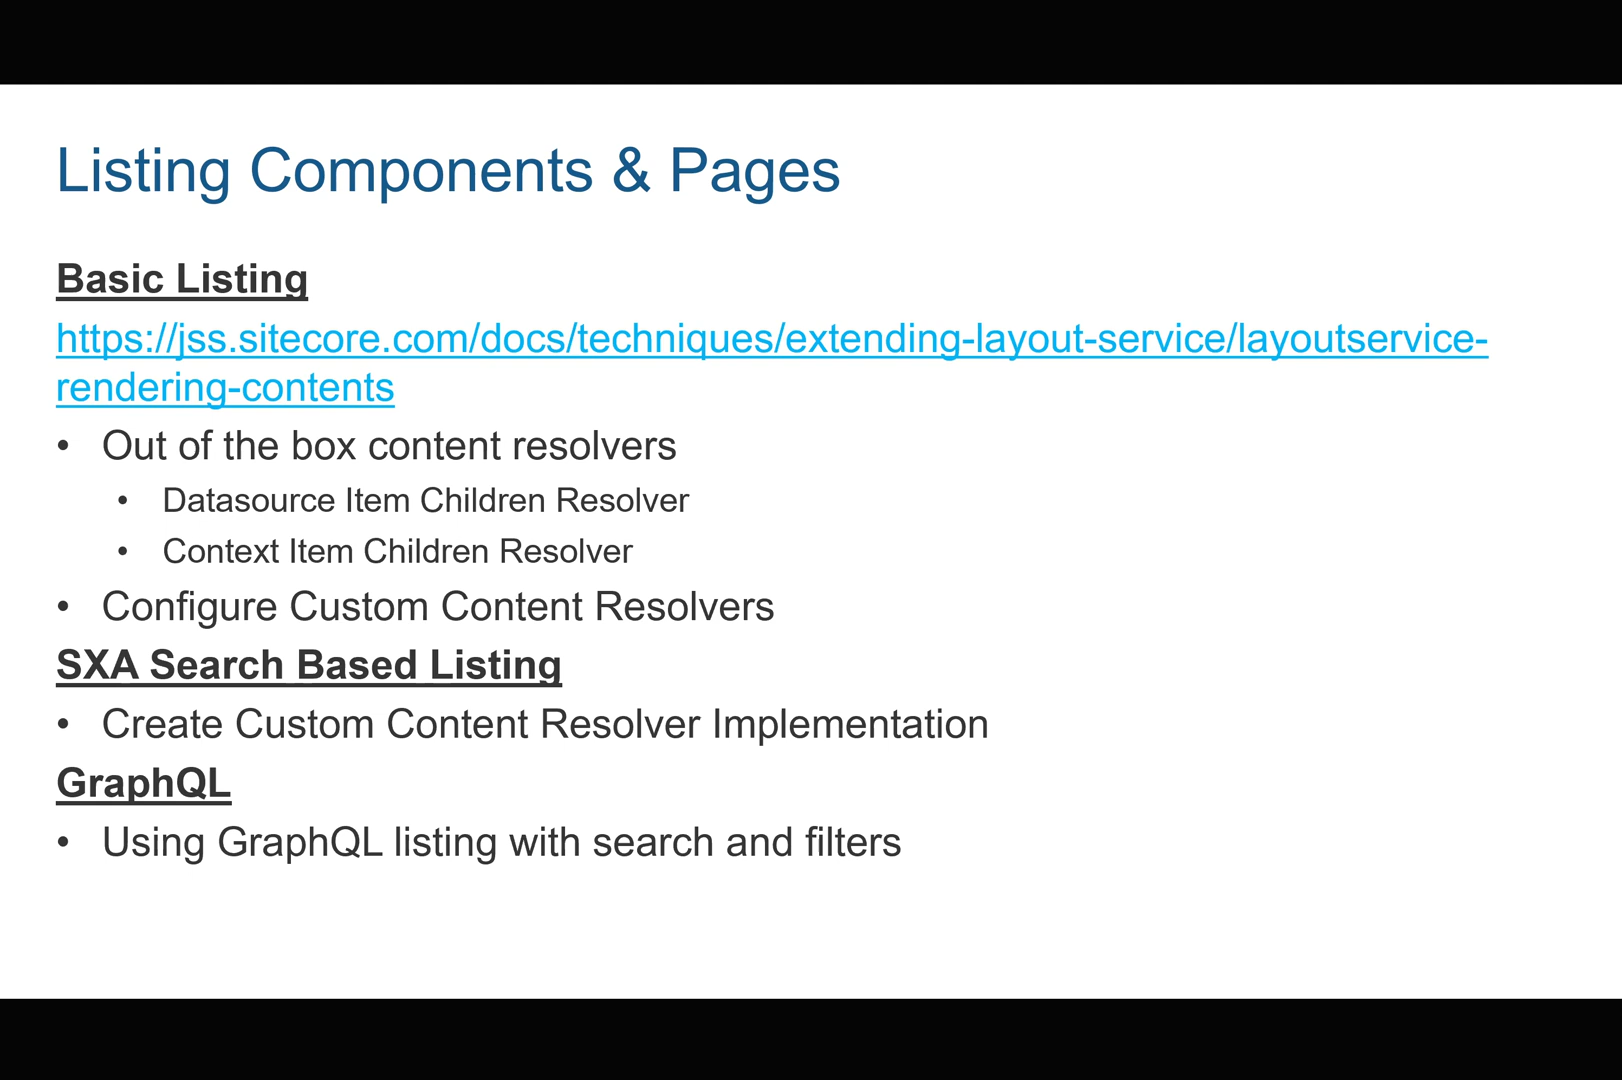 Listing Components & Pages
Basic Listing
https://jss.sitecore.com/docs/techniques/extending-layout-service/layoutservice-
rendering-contents
• Out of the box content resolvers
• Datasource Item Children Resolver
• Context Item Children Resolver
• Configure Custom Content Resolvers
SXA Search Based Listing
• Create Custom Content Resolver Implementation
GraphQL
• Using GraphQL listing with search and filters